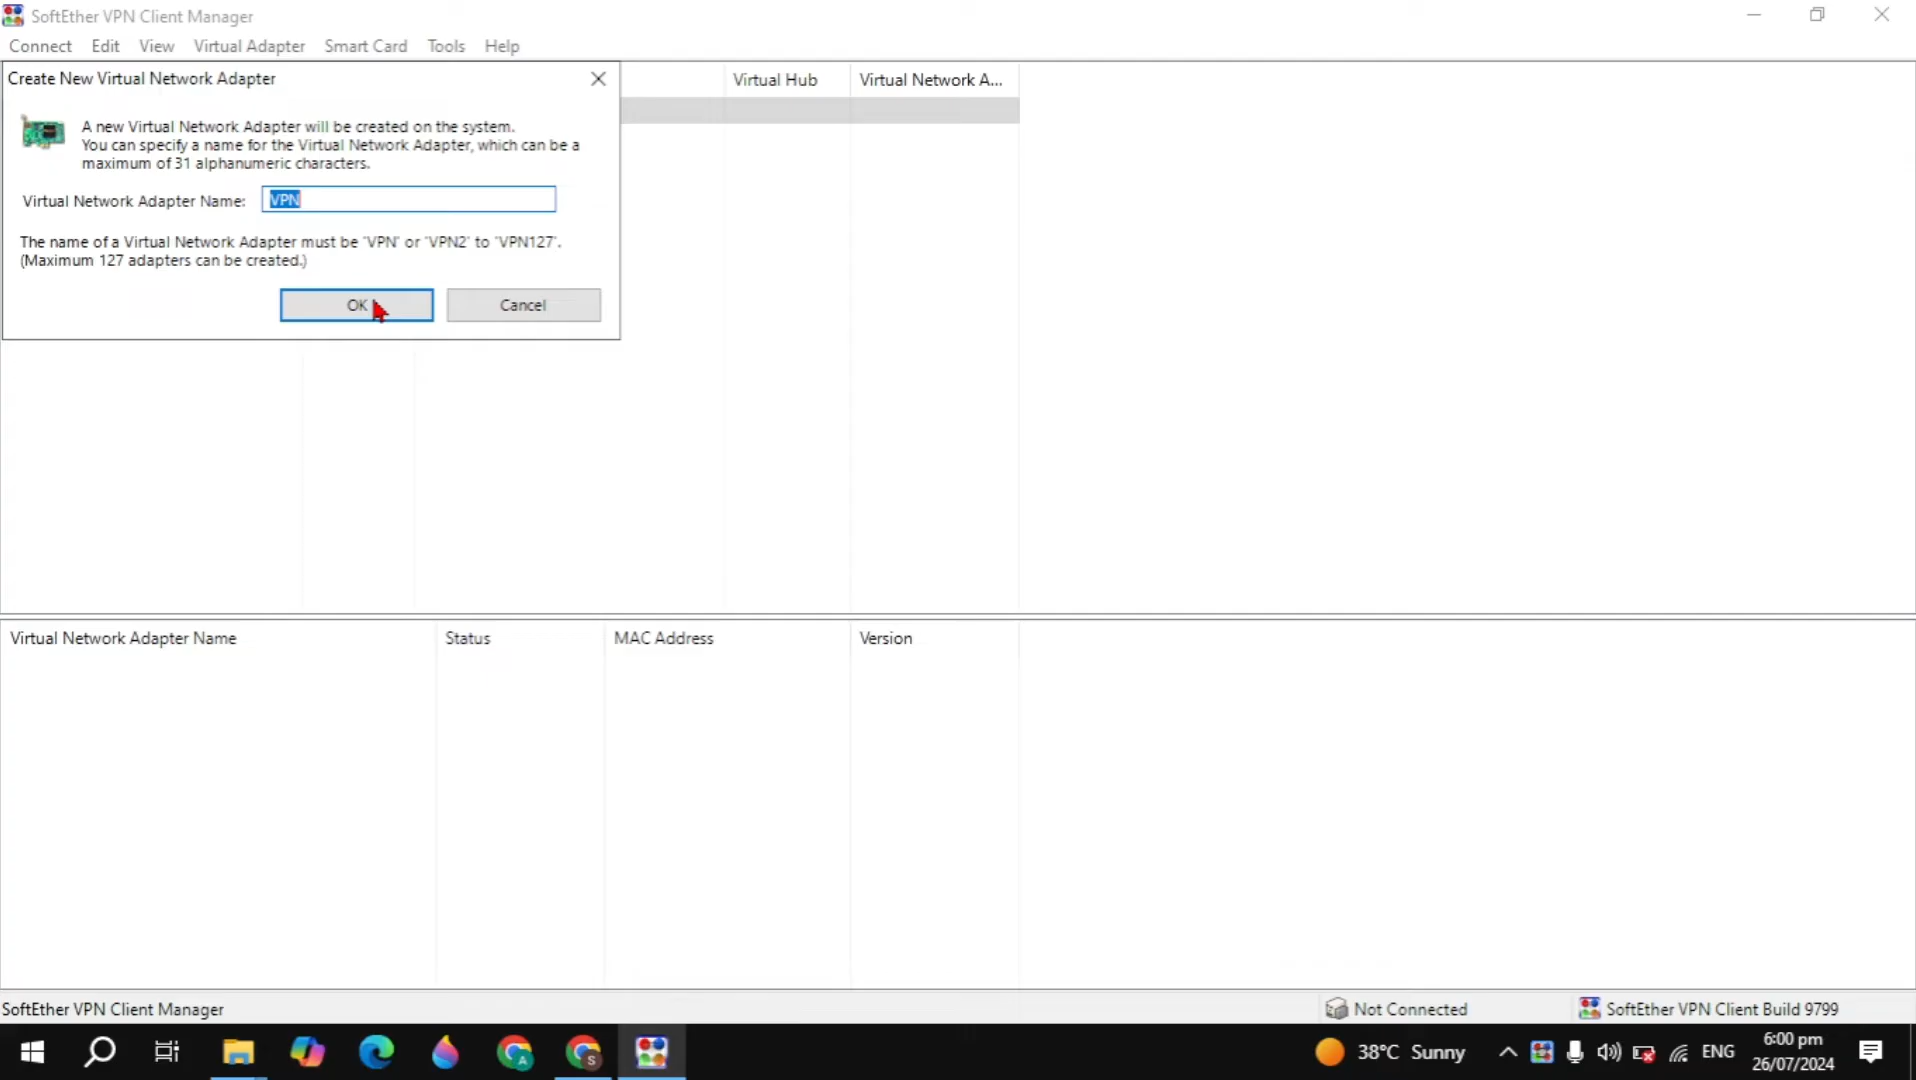 SoftEther VPN Client Manager
Connect Edit View Virtual Adapter Smart Card Tools Help
Create New Virtual Network Adapter
Virtual Hub Virtual Network A...
A new Virtual Network Adapter will be created on the system.
You can specify a name for the Virtual Network Adapter, which can be a
maximum of 31 alphanumeric characters.
Virtual Network Adapter Name: VPN
The name of a Virtual Network Adapter must be 'VPN' or 'VPN2' to 'VPN127'.
(Maximum 127 adapters can be created.)
OK Cancel
Virtual Network Adapter Name Status MAC Address Version
SoftEther VPN Client Manager Not Connected SoftEther VPN Client Build 9799
A S 38°C Sunny ENG 6:00 pm
26/07/2024